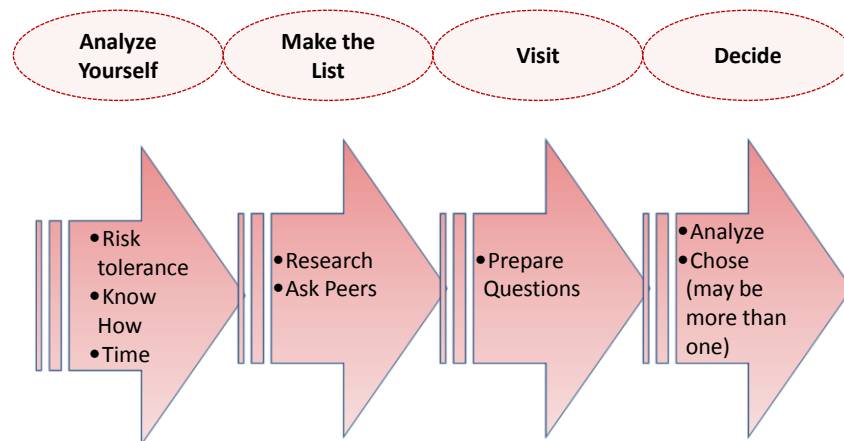 Analyze
Yourself
Make the
List
Visit
Decide
•Risk
tolerance
•Know
How
•Time
•Research
•Ask Peers
•Prepare
Questions
•Analyze
•Chose
(may be
more than
one)